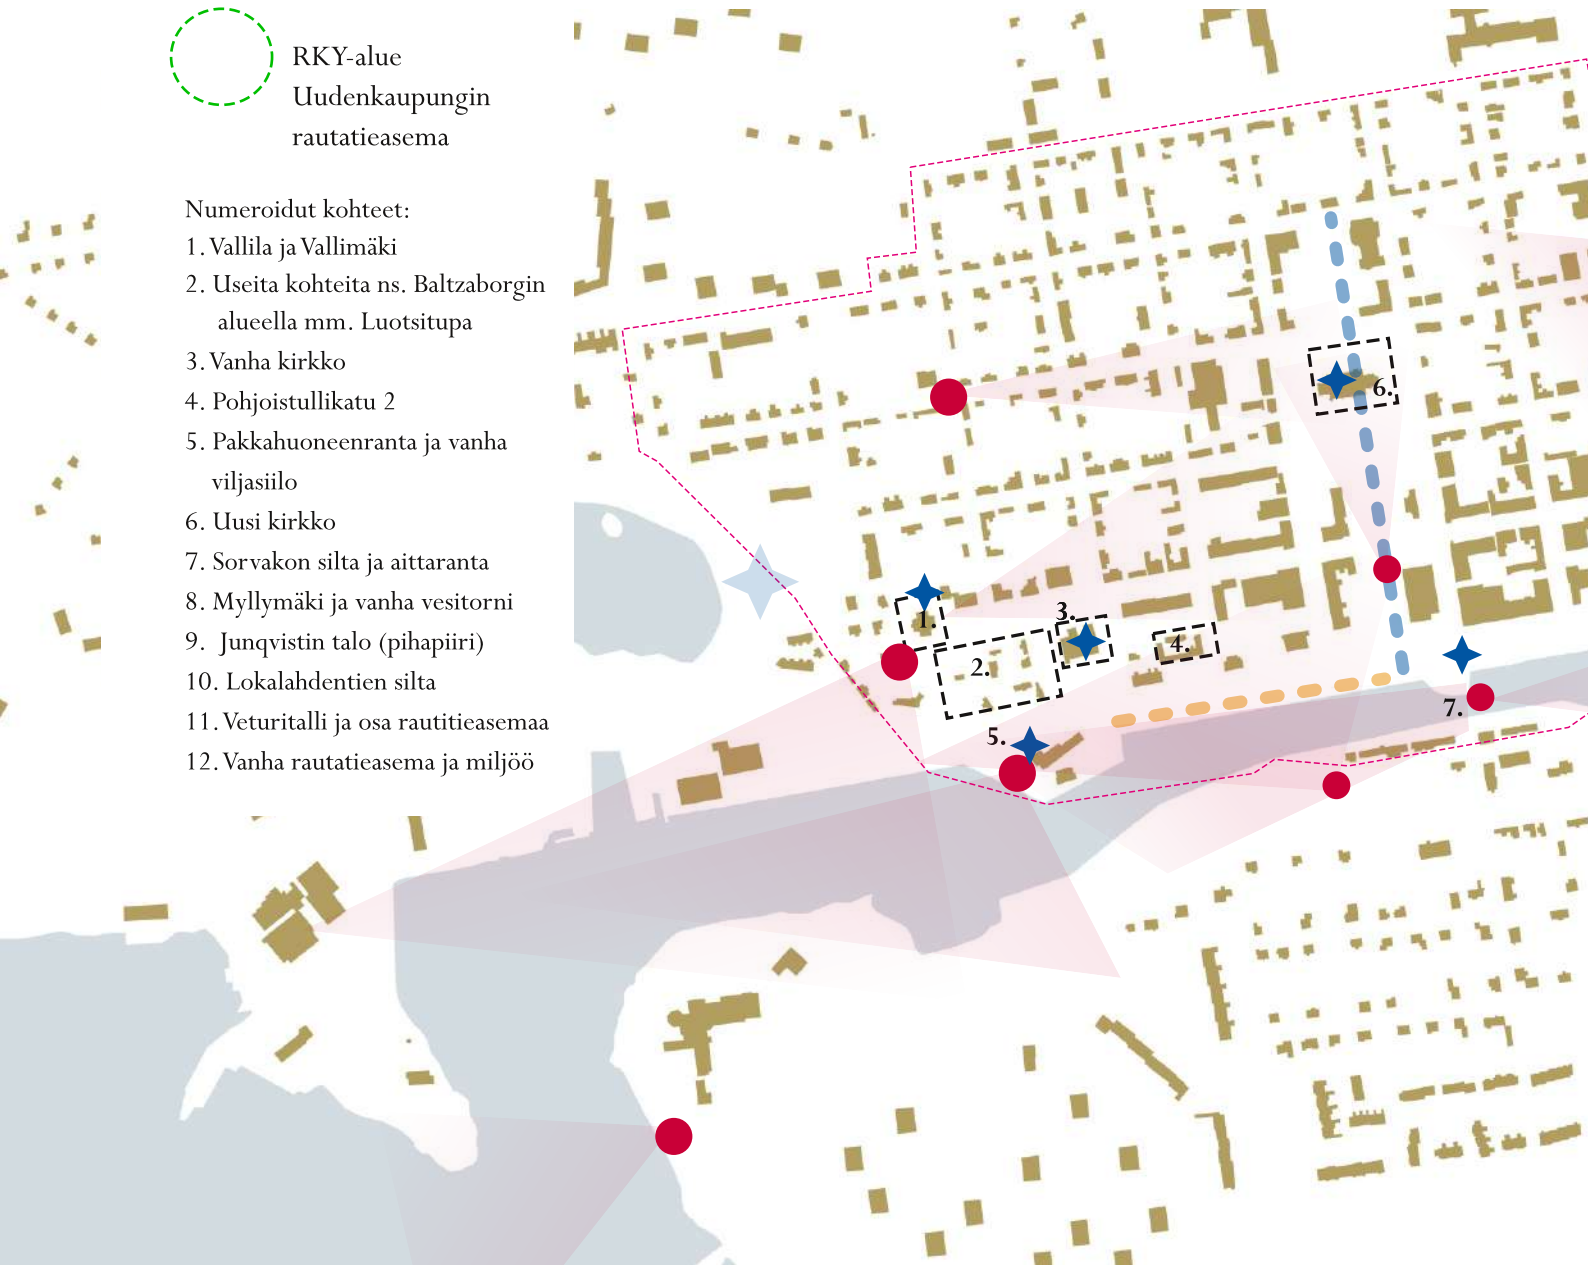 RKY-alue
Uudenkaupungin
rautatieasema
Numeroidut kohteet:
1. Vallila ja Vallimäki
2. Useita kohteita ns. Baltzaborgin
alueella mm. Luotsitupa
3. Vanha kirkko
4. Pohjoistullikatu 2
5. Pakkahuoneenranta ja vanha
viljasiilo
6. Uusi kirkko
7. Sorvakon silta ja aittaranta
8. Myllymäki ja vanha vesitorni
9. Junqvistin talo (pihapiiri)
10. Lokalahdentien silta
11. Veturitalli ja osa rautitieasemaa
12. Vanha rautatieasema ja miljöö
6.
1.
3.
2.
4.
5.
7.